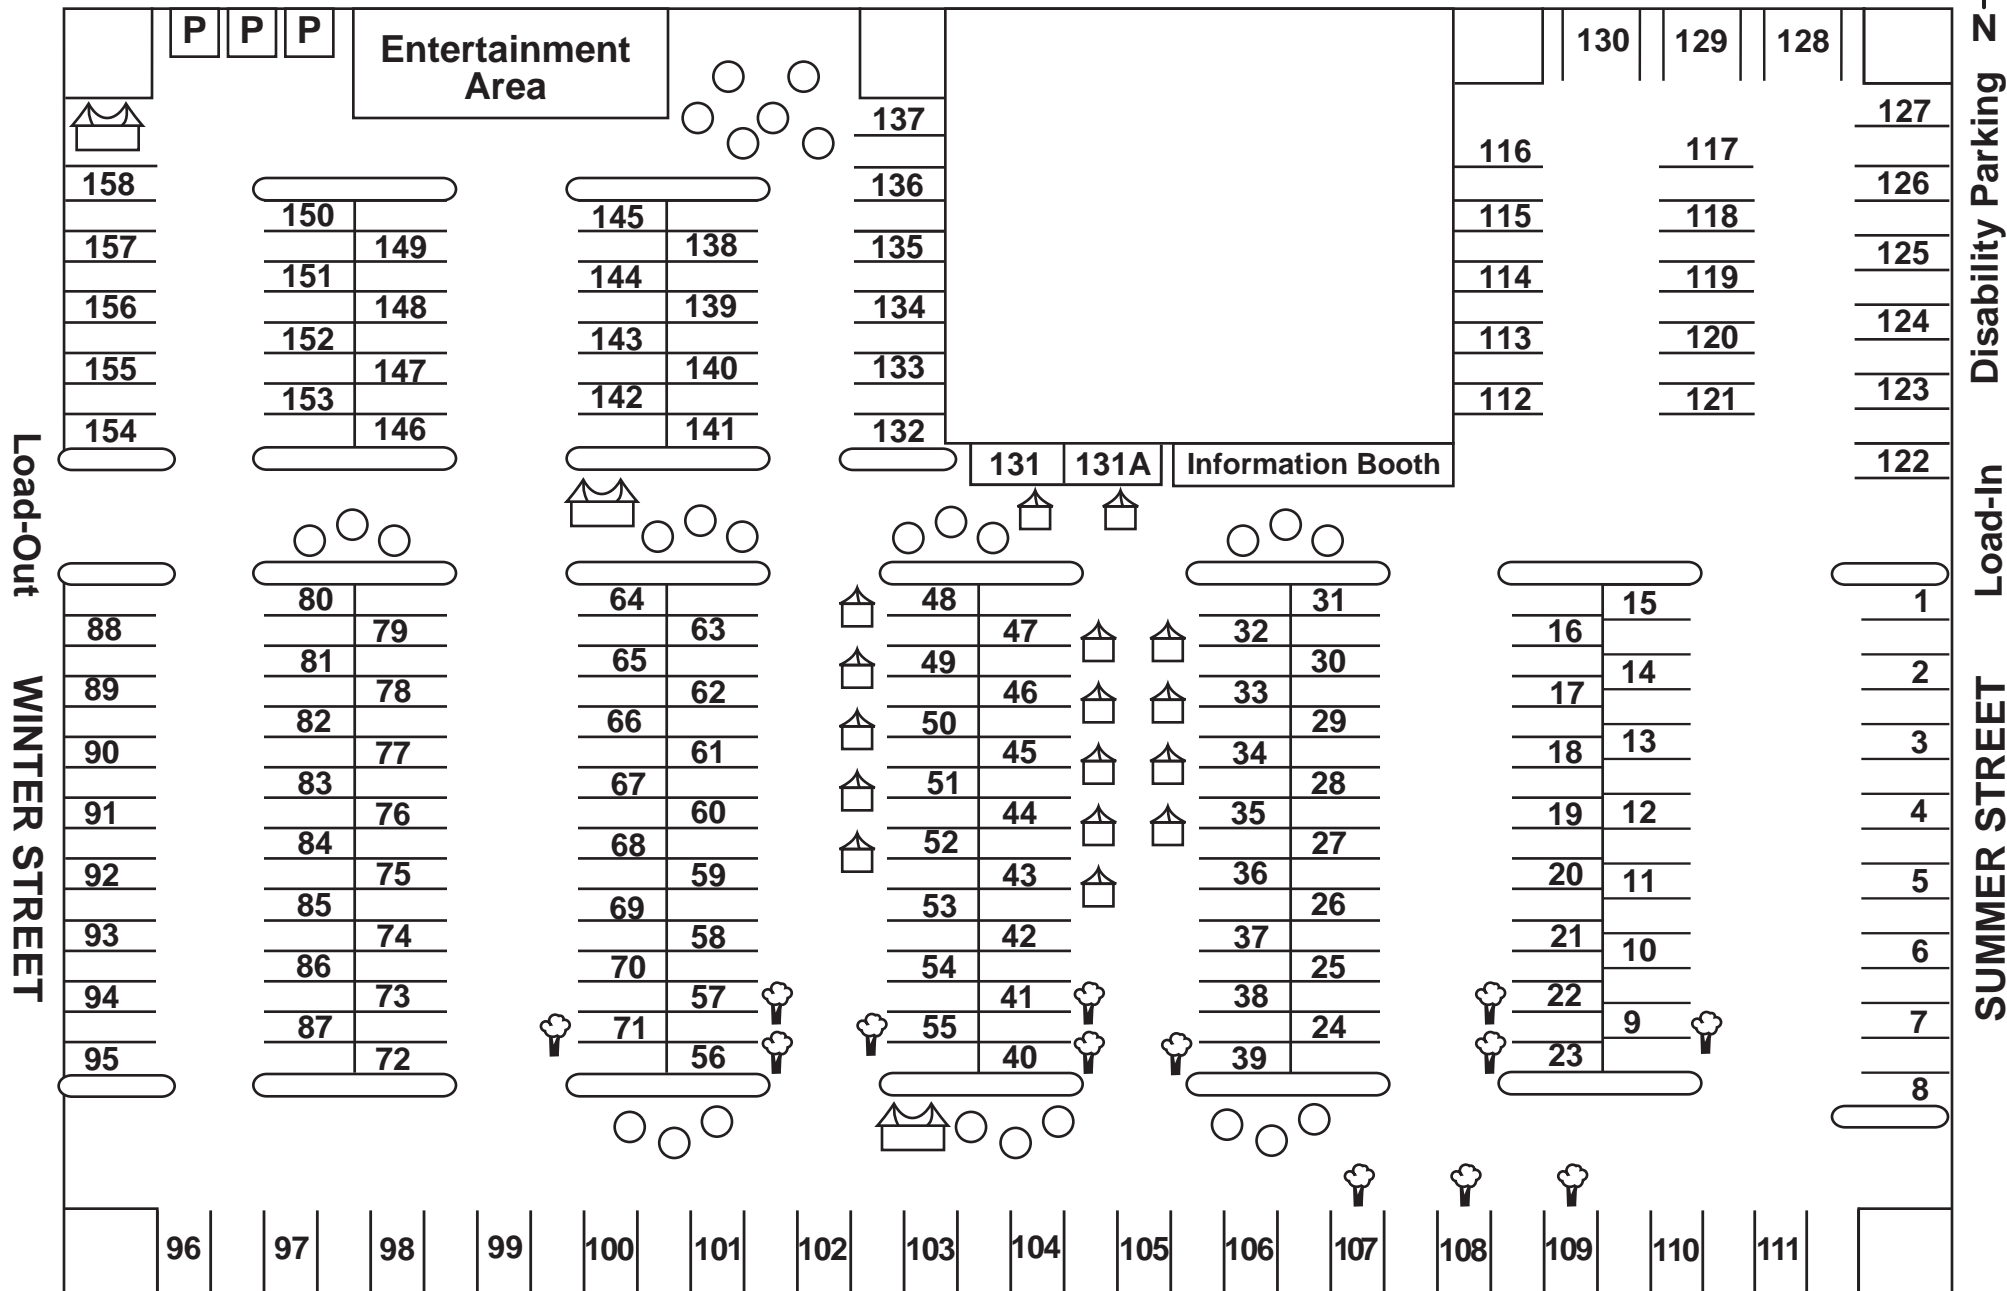 P P P
Entertainment
Area
130 129 128
N
137
127
116 117
158 136 126
150 145 115 118
157 149 138 135 125
151 144 114 119
156 148 139 134 124
152 143 113 120
155 147 140 133 123
153 142 112 121
154 146 141 132
131 131A Information Booth 122
80 64 48 31 15 1
88 79 63 47 32 16
81 65 49 30 14 2
89 78 62 46 33 17
82 66 50 29 13 3
90 77 61 45 34 18
83 67 51 28
91 76 60 44 35 19 12 4
84 68 52 27
92 75 59 43 36 20 11 5
85 69 53 26
93 74 58 42 37 21 10 6
86 70 54 25
94 73 57 41 38 22
87 71 55 24 9 7
95 72 56 40 39 23
8
96 97 98 99 100 101 102 103 104 105 106 107 108 109 110 111
Load-Out
WINTER STREET
Disability Parking
Load-In
SUMMER STREET